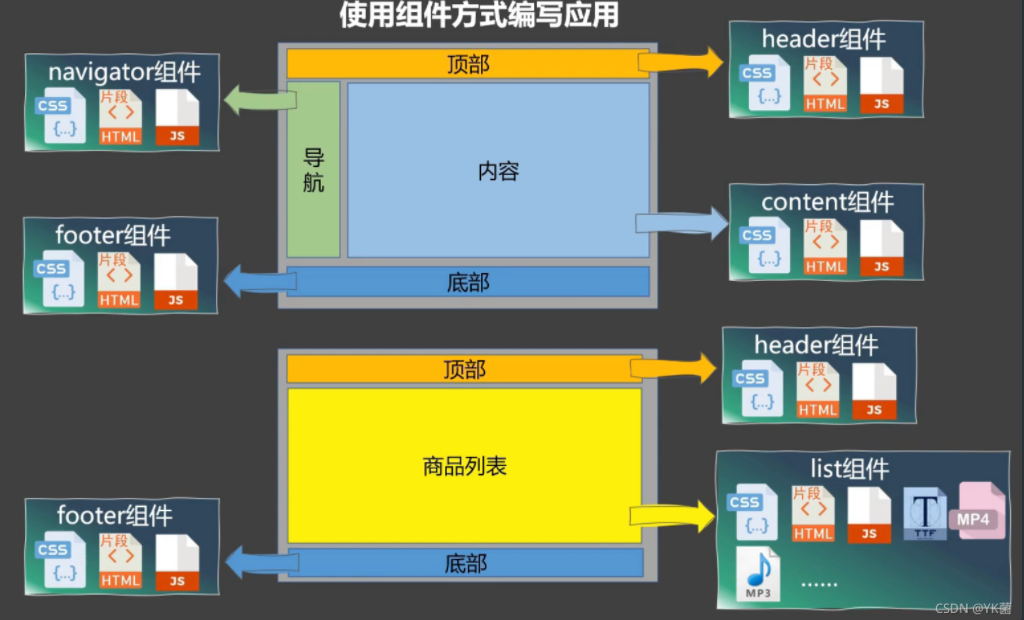 使用组件方式编写应用
navigator组件
CSS
{...}
片段
< >
HTML
JS
顶部
header组件
CSS
{...}
片段
< >
HTML
JS
导航
内容
content组件
CSS
{...}
片段
< >
HTML
JS
footer组件
CSS
{...}
片段
< >
HTML
JS
底部
顶部
header组件
CSS
{...}
片段
< >
HTML
JS
商品列表
list组件
CSS
{...}
片段
< >
HTML
JS
T
TTF
MP4
MP3
......
footer组件
CSS
{...}
片段
< >
HTML
JS
底部
CSDN @YK菌